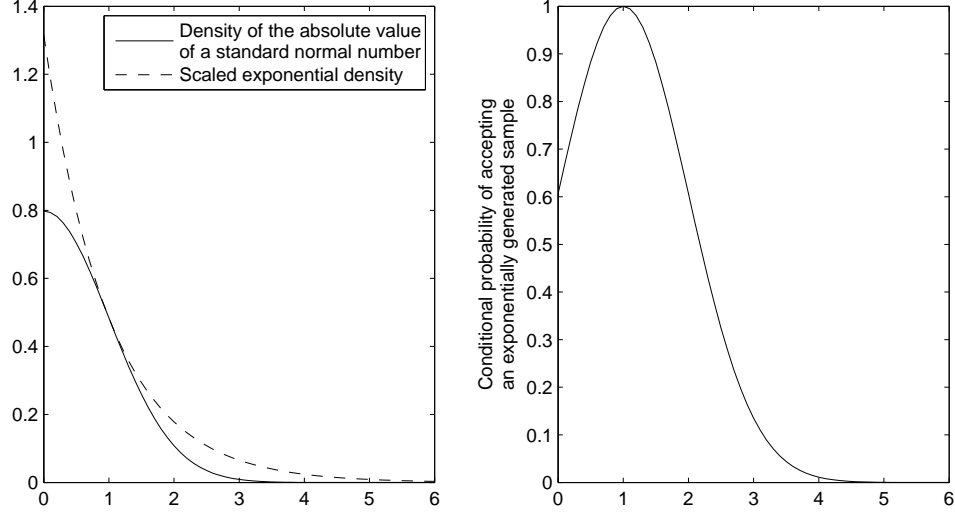 1.4
1.2
1
0.8
0.6
0.4
0.2
0
0 1 2 3 4 5 6
Density of the absolute value
of a standard normal number
Scaled exponential density
Conditional probability of accepting
an exponentially generated sample
1
0.9
0.8
0.7
0.6
0.5
0.4
0.3
0.2
0.1
0
0 1 2 3 4 5 6